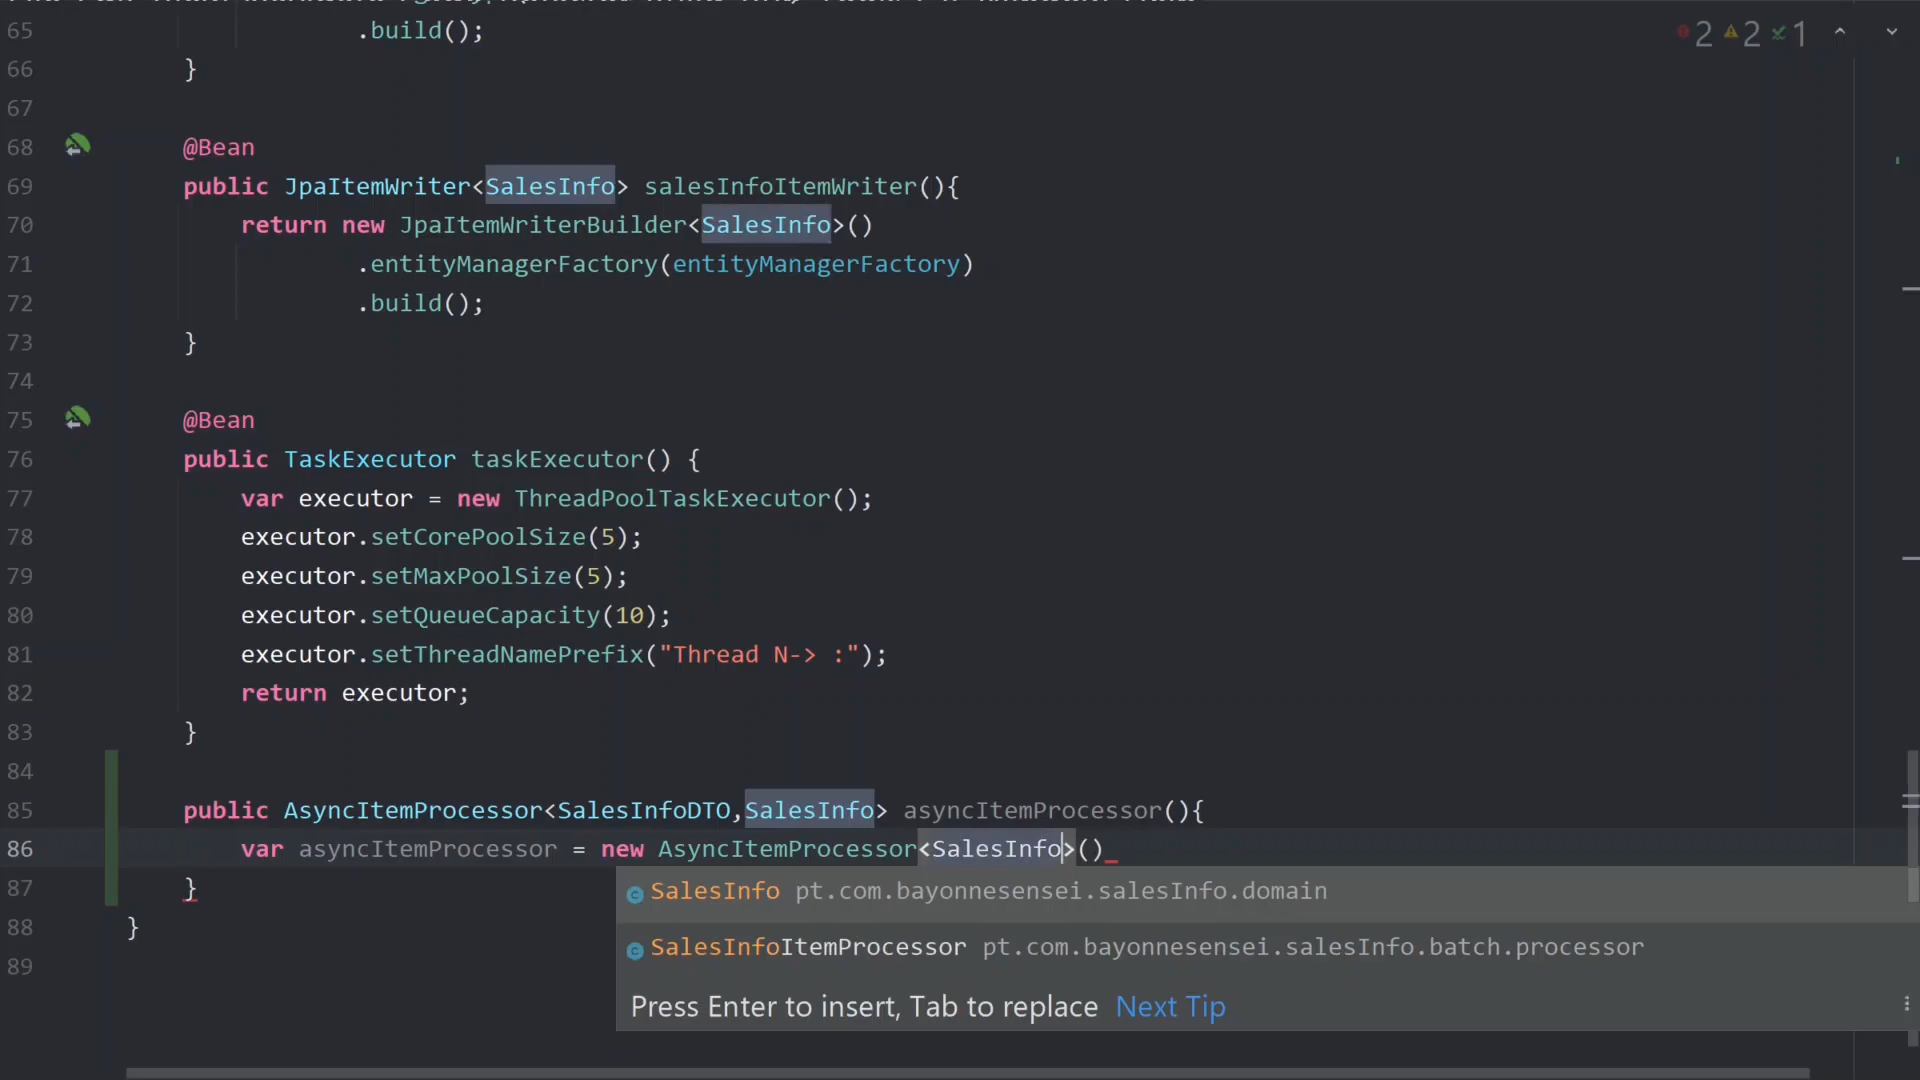 65 .build();
66 }
67
68 @Bean
69 public JpaItemWriter<SalesInfo> salesInfoItemWriter(){
70 return new JpaItemWriterBuilder<SalesInfo>()
71 .entityManagerFactory(entityManagerFactory)
72 .build();
73 }
74
75 @Bean
76 public TaskExecutor taskExecutor() {
77 var executor = new ThreadPoolTaskExecutor();
78 executor.setCorePoolSize(5);
79 executor.setMaxPoolSize(5);
80 executor.setQueueCapacity(10);
81 executor.setThreadNamePrefix("Thread N-> :");
82 return executor;
83 }
84
85 public AsyncItemProcessor<SalesInfoDTO,SalesInfo> asyncItemProcessor(){
86 var asyncItemProcessor = new AsyncItemProcessor<SalesInfo>()
87 }
88 }
89
2 2 1
SalesInfo pt.com.bayonnesensei.salesInfo.domain
SalesInfoItemProcessor pt.com.bayonnesensei.salesInfo.batch.processor
Press Enter to insert, Tab to replace Next Tip